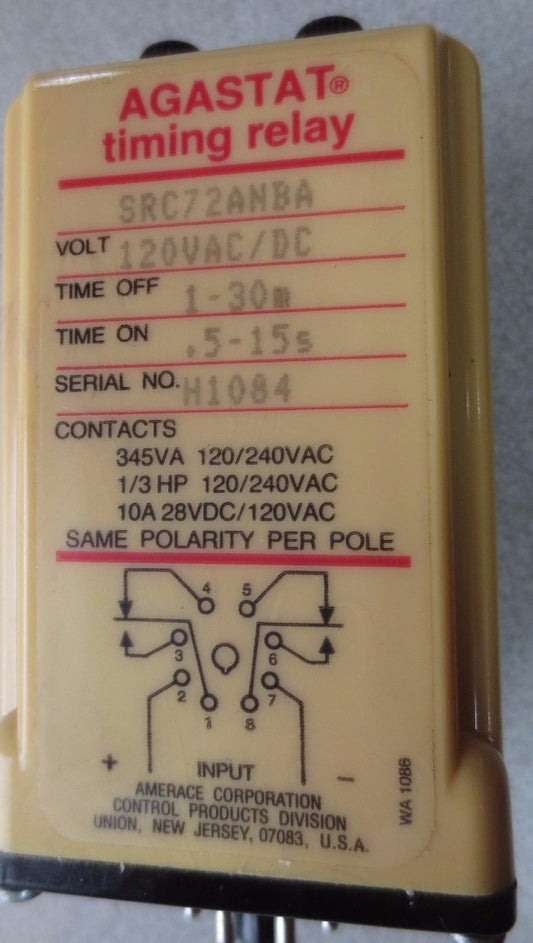 AGASTAT®
timing relay
SRC72ANBA
VOLT 120VAC/DC
TIME OFF 1-30m
TIME ON .5-15s
SERIAL NO. H1084
CONTACTS
345VA 120/240VAC
1/3 HP 120/240VAC
10A 28VDC/120VAC
SAME POLARITY PER POLE
4 5
3 6
2 7
1 8
+ INPUT –
AMERACE CORPORATION
CONTROL PRODUCTS DIVISION
UNION, NEW JERSEY, 07083, U.S.A.
WA 1086